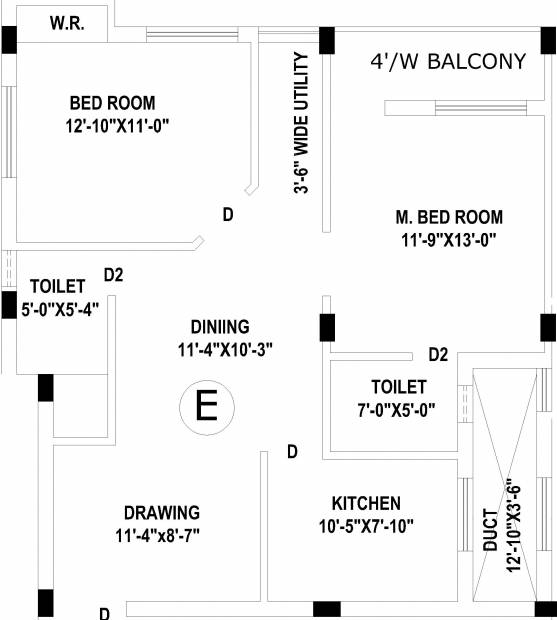 W.R.
4'/W BALCONY
BED ROOM
12'-10"X11'-0"
3'-6" WIDE UTILITY
D
M. BED ROOM
11'-9"X13'-0"
D2
TOILET
5'-0"X5'-4"
DINIING
11'-4"X10'-3"
D2
TOILET
7'-0"X5'-0"
E
D
DRAWING
11'-4"x8'-7"
KITCHEN
10'-5"X7'-10"
DUCT
12'-10"X3'-6"
D